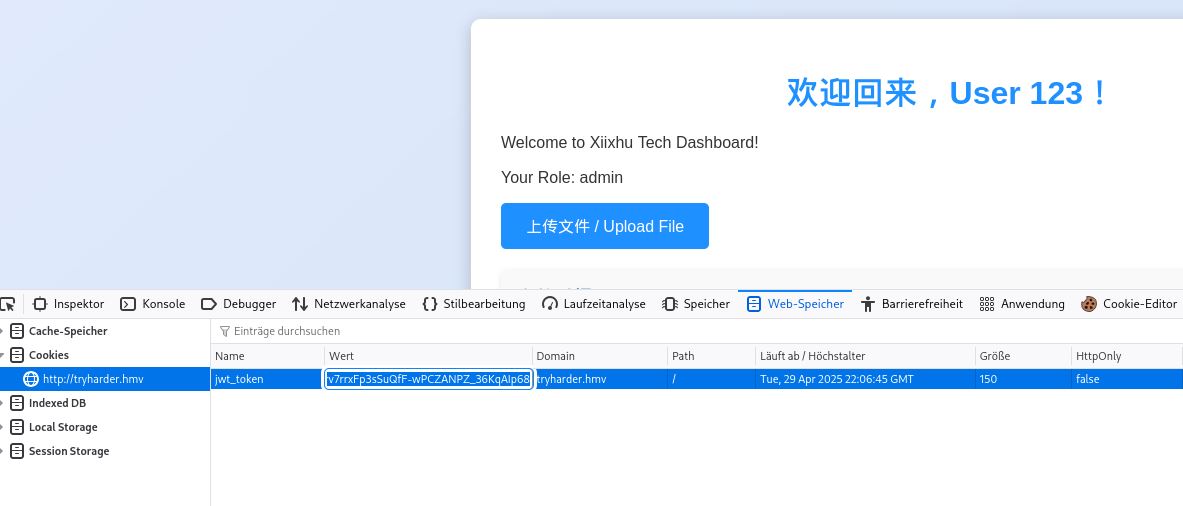 欢迎回来，User 123！
Welcome to Xiixhu Tech Dashboard!
Your Role: admin
上传文件 / Upload File
Inspektor Konsole Debugger Netzwerkanalyse Stilbearbeitung Laufzeitanalyse Speicher Web-Speicher Barrierefreiheit Anwendung Cookie-Editor
Cache-Speicher
Cookies
http://tryharder.hmv
Indexed DB
Local Storage
Session Storage
Einträge durchsuchen
Name Wert Domain Path Läuft ab / Höchstalter Größe HttpOnly
jwt_token v7rrxFp3sSuQfF-wPCZANPZ_36KqAlp68 tryharder.hmv / Tue, 29 Apr 2025 22:06:45 GMT 150 false